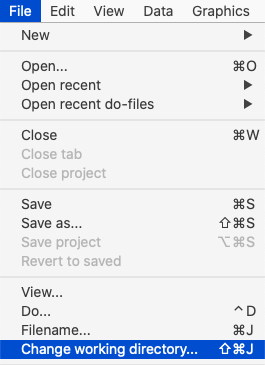 File Edit View Data Graphics
New ▶
Open... ⌘O
Open recent ▶
Open recent do-files ▶
Close ⌘W
Close tab
Close project
Save ⌘S
Save as... ⇧⌘S
Save project ⌥⌘S
Revert to saved
View...
Do... ^D
Filename... ⌘J
Change working directory... ⇧⌘J